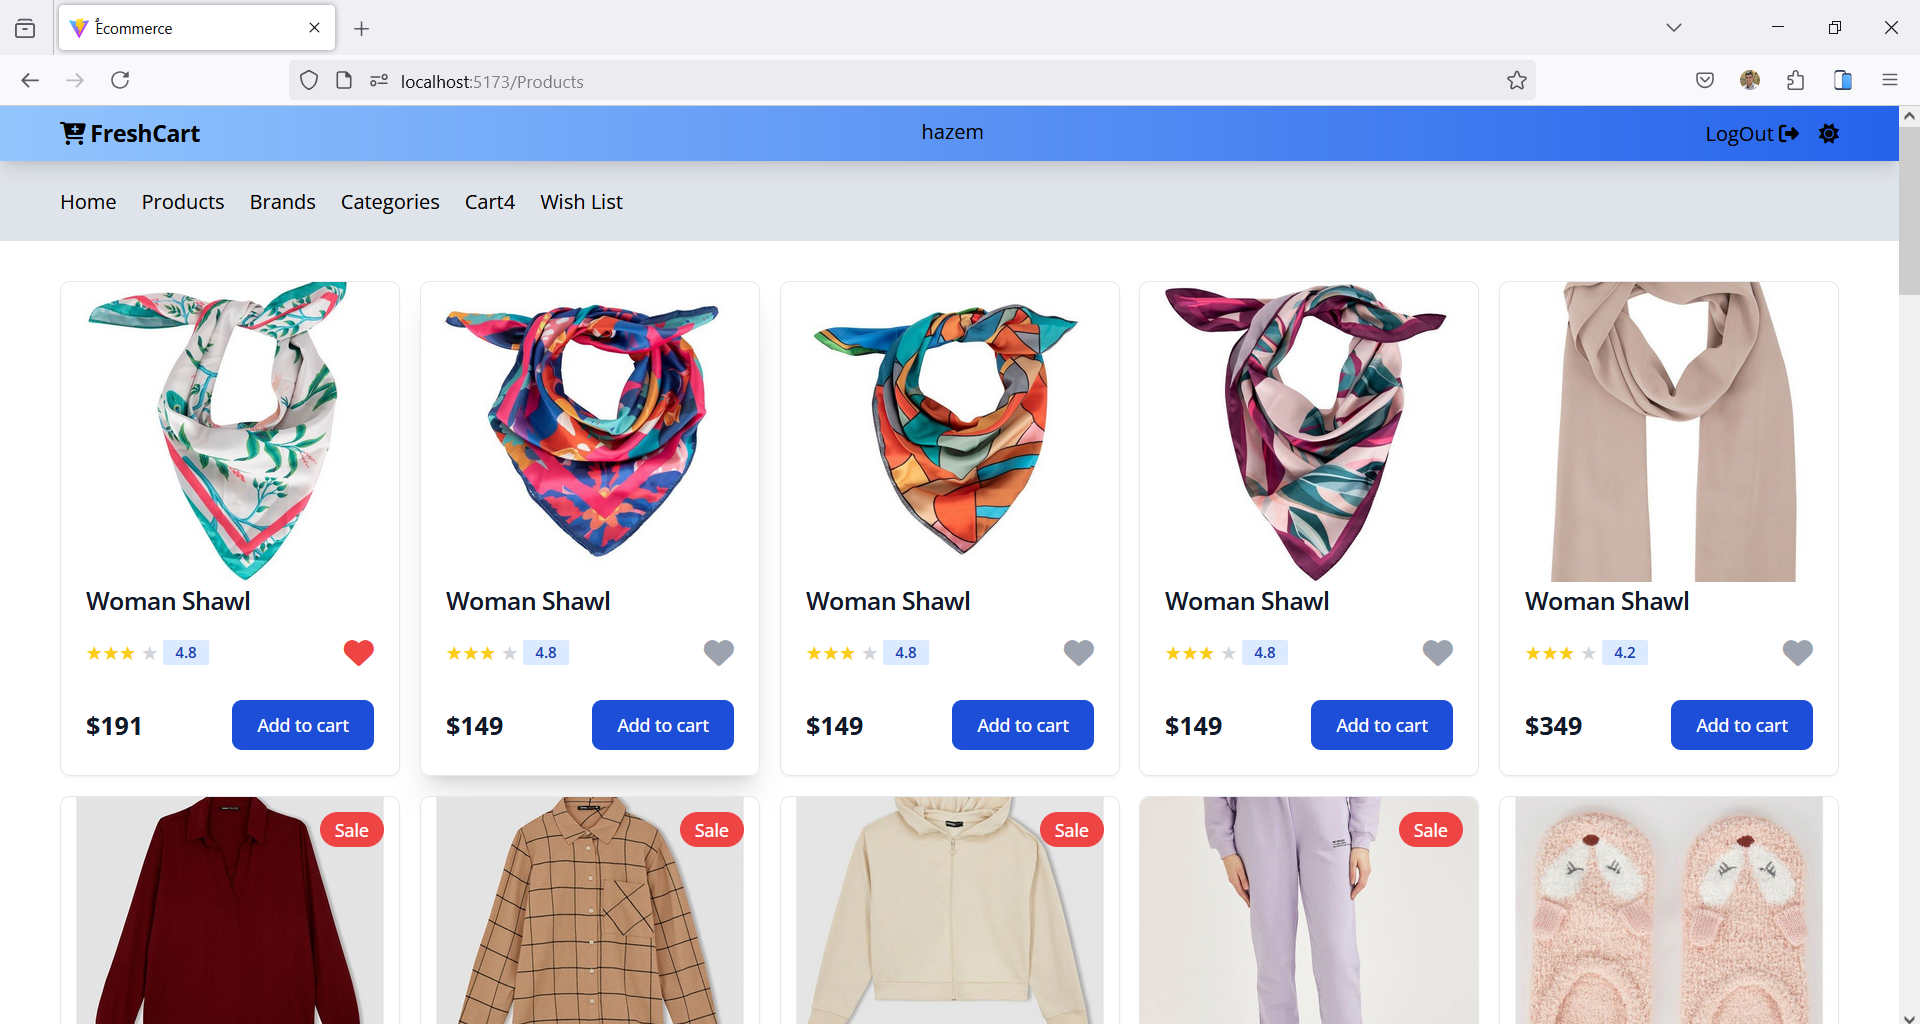 Ecommerce
localhost:5173/Products
FreshCart
hazem
LogOut
Home Products Brands Categories Cart4 Wish List
Woman Shawl Woman Shawl Woman Shawl Woman Shawl Woman Shawl
4.8 4.8 4.8 4.8 4.2
$191 Add to cart $149 Add to cart $149 Add to cart $149 Add to cart $349 Add to cart
Sale Sale Sale Sale